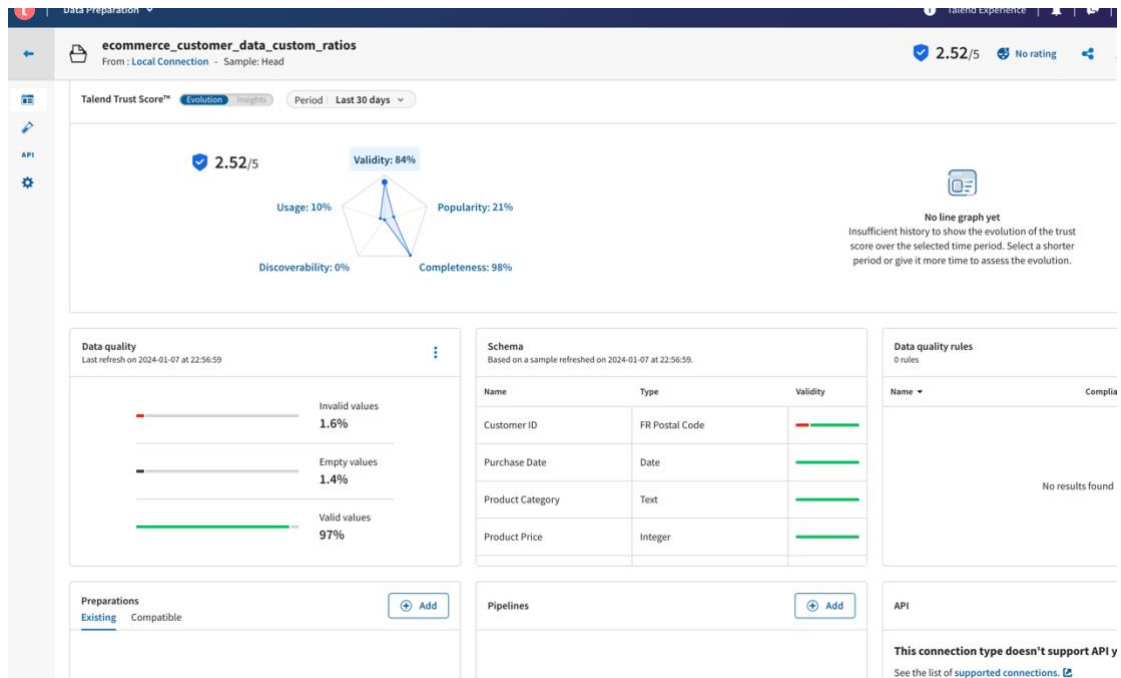 Data Preparation
Talend Experience
ecommerce_customer_data_custom_ratios
From : Local Connection - Sample: Head
2.52/5
No rating
Talend Trust Score™ Evolution Insights Period Last 30 days
API
2.52/5
Validity: 84%
Usage: 10%
Popularity: 21%
Discoverability: 0%
Completeness: 98%
No line graph yet
Insufficient history to show the evolution of the trust
score over the selected time period. Select a shorter
period or give it more time to assess the evolution.
Data quality
Last refresh on 2024-01-07 at 22:56:59
Invalid values
1.6%
Empty values
1.4%
Valid values
97%
Schema
Based on a sample refreshed on 2024-01-07 at 22:56:59.
Name Type Validity
Customer ID FR Postal Code
Purchase Date Date
Product Category Text
Product Price Integer
Data quality rules
0 rules
Name Complia
No results found
Preparations
Existing Compatible
Add
Pipelines
Add
API
This connection type doesn't support API y
See the list of supported connections.